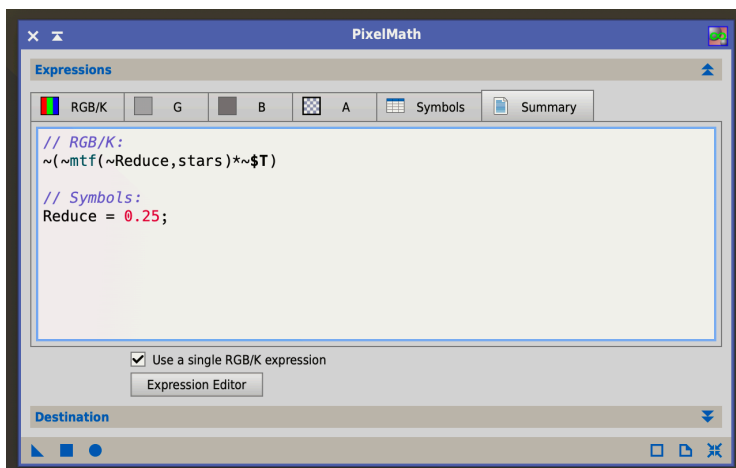 PixelMath
Expressions
RGB/K
G
B
A
Symbols
Summary
// RGB/K:
~(~mtf(~Reduce,stars)*~$T)
// Symbols:
Reduce = 0.25;
Use a single RGB/K expression
Expression Editor
Destination